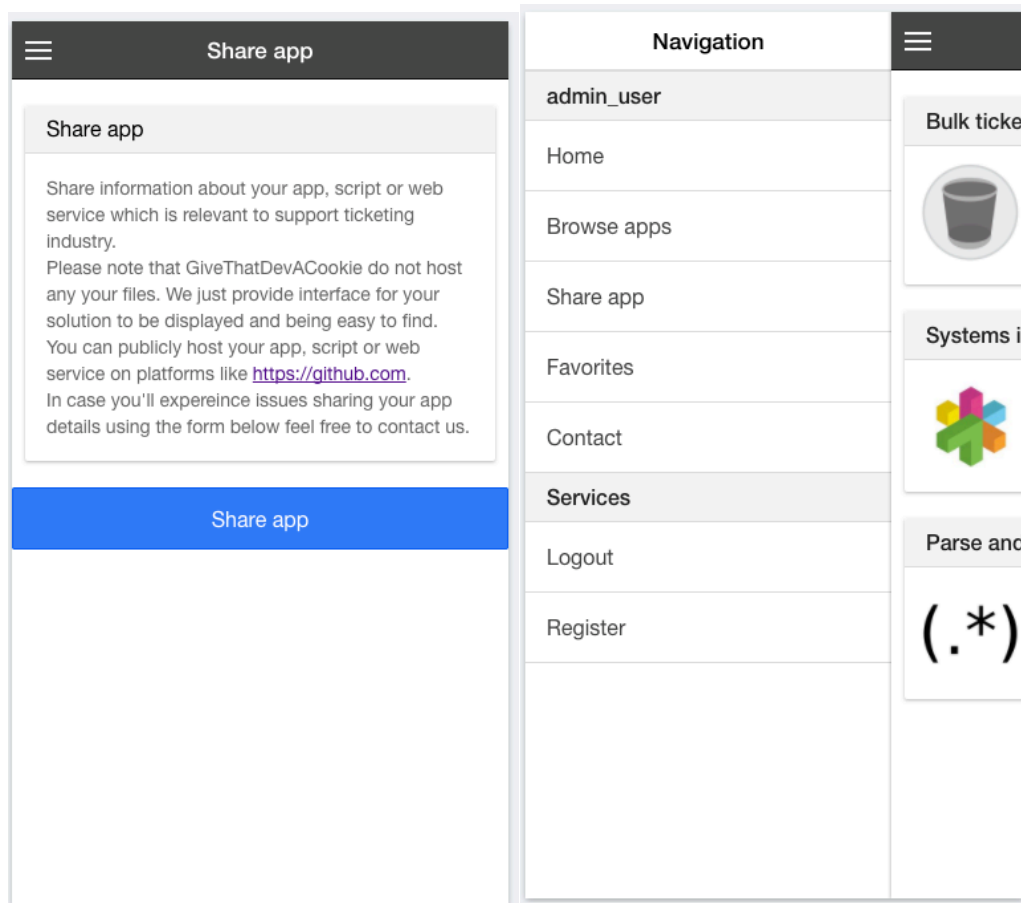 Share app
Share app
Share information about your app, script or web
service which is relevant to support ticketing
industry.
Please note that GiveThatDevACookie do not host
any your files. We just provide interface for your
solution to be displayed and being easy to find.
You can publicly host your app, script or web
service on platforms like https://github.com.
In case you'll expereince issues sharing your app
details using the form below feel free to contact us.
Share app
Navigation
admin_user
Home
Browse apps
Share app
Favorites
Contact
Services
Logout
Register
Bulk ticke
Systems i
Parse and
(.*)